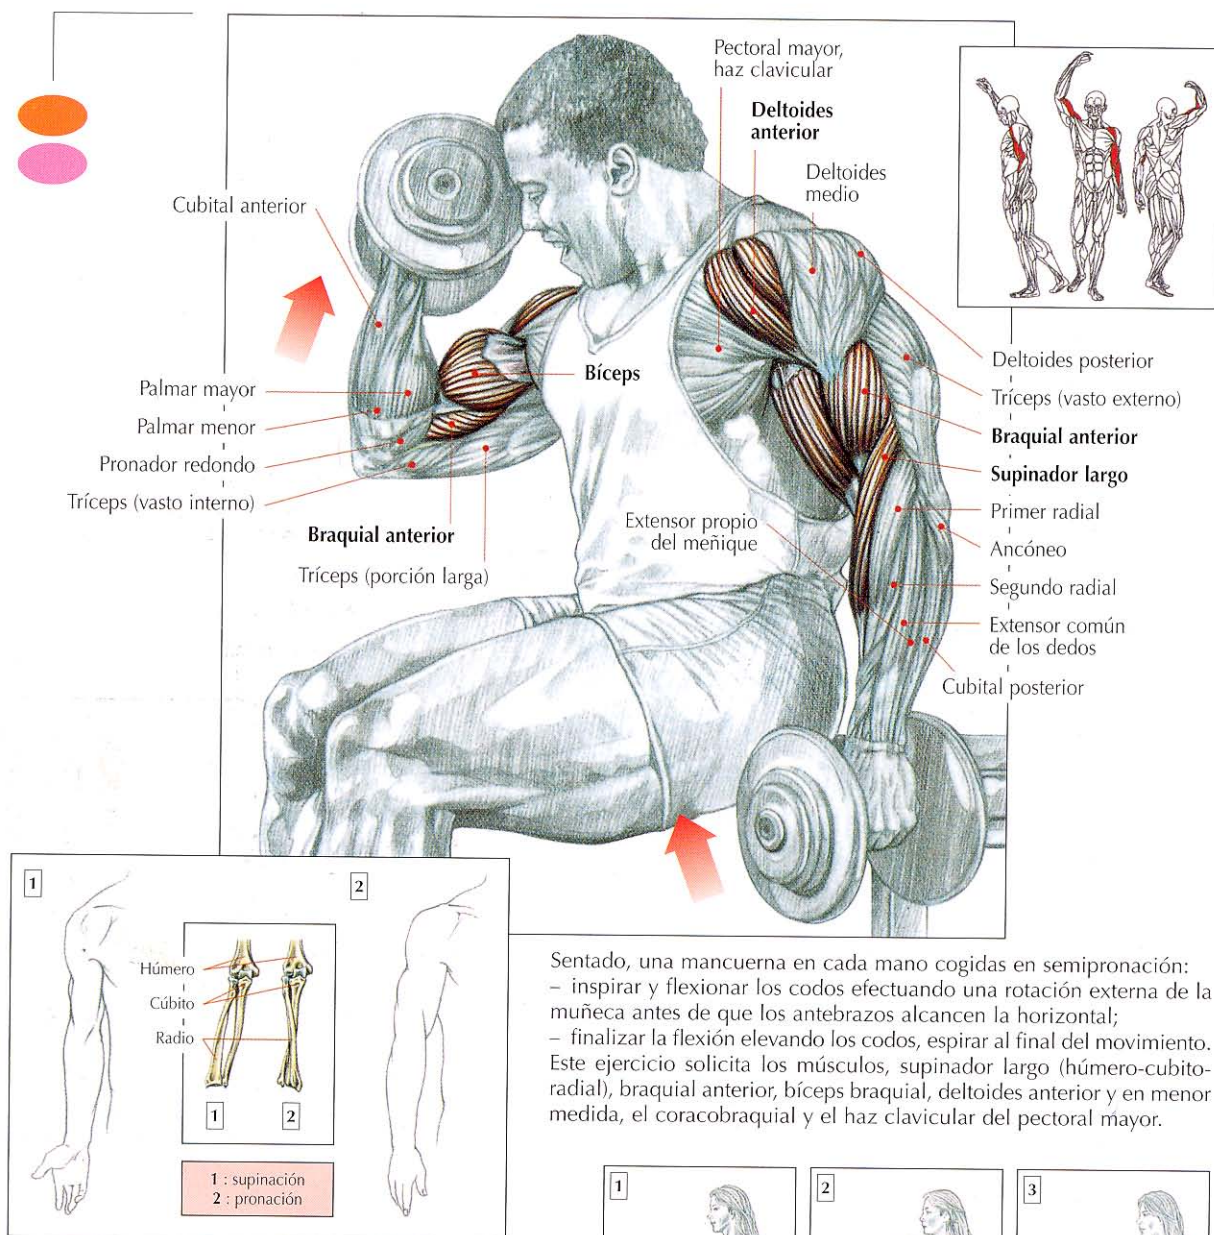 Pectoral mayor,
haz clavicular
Deltoides
anterior
Deltoides
medio
Cubital anterior
Palmar mayor
Palmar menor
Pronador redondo
Tríceps (vasto interno)
Braquial anterior
Tríceps (porción larga)
Bíceps
Extensor propio
del meñique
Deltoides posterior
Tríceps (vasto externo)
Braquial anterior
Supinador largo
Primer radial
Ancóneo
Segundo radial
Extensor común
de los dedos
Cubital posterior
1
2
Húmero
Cúbito
Radio
1
2
1 : supinación
2 : pronación
Sentado, una mancuerna en cada mano cogidas en semipronación:
– inspirar y flexionar los codos efectuando una rotación externa de la
muñeca antes de que los antebrazos alcancen la horizontal;
– finalizar la flexión elevando los codos, espirar al final del movimiento.
Este ejercicio solicita los músculos, supinador largo (húmero-cubito-
radial), braquial anterior, bíceps braquial, deltoides anterior y en menor
medida, el coracobraquial y el haz clavicular del pectoral mayor.
1
2
3